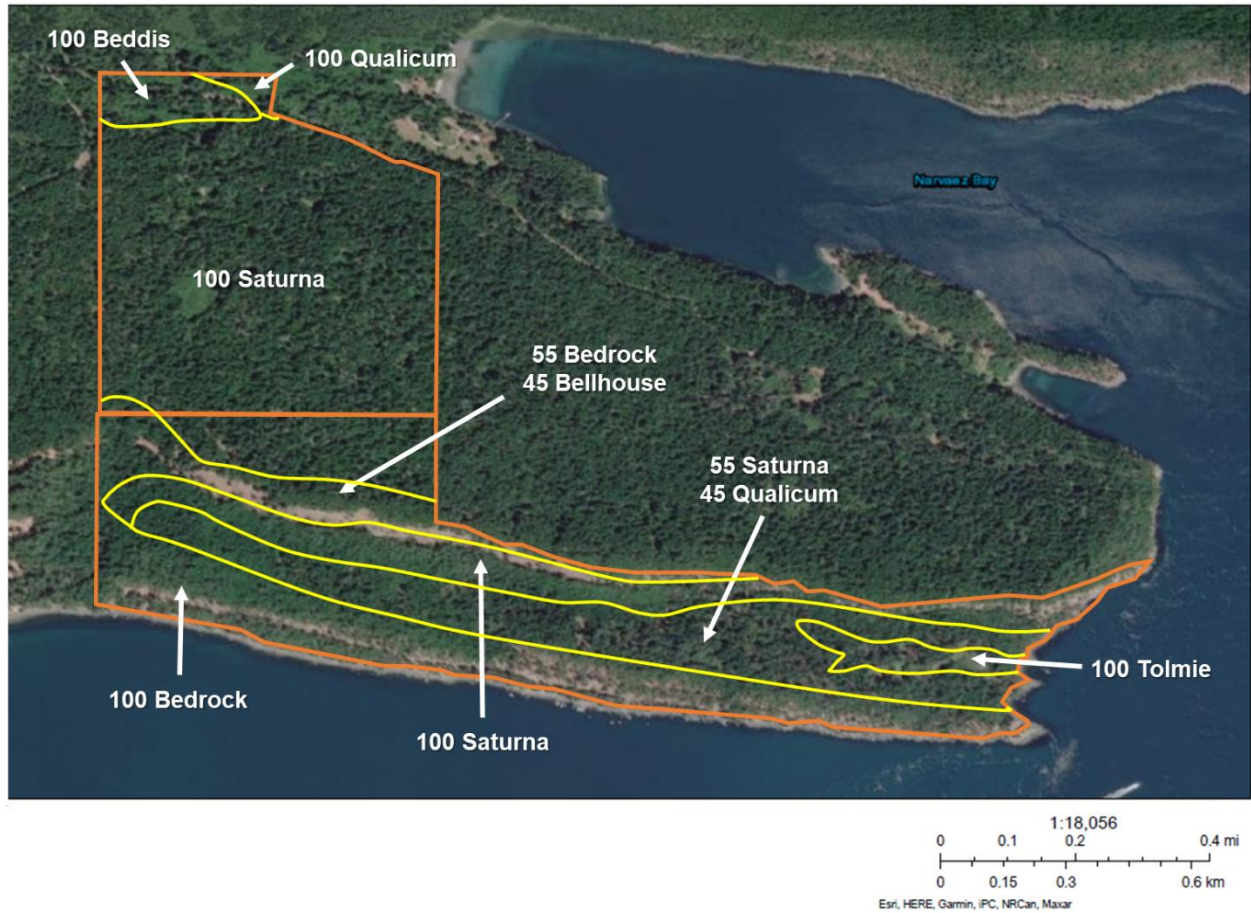 100 Beddis
100 Qualicum
Narvaez Bay
100 Saturna
55 Bedrock
45 Bellhouse
55 Saturna
45 Qualicum
100 Tolmie
100 Bedrock
100 Saturna
1:18,056
0 0.1 0.2 0.4 mi
0 0.15 0.3 0.6 km
Esri, HERE, Garmin, iPC, NRCan, Maxar